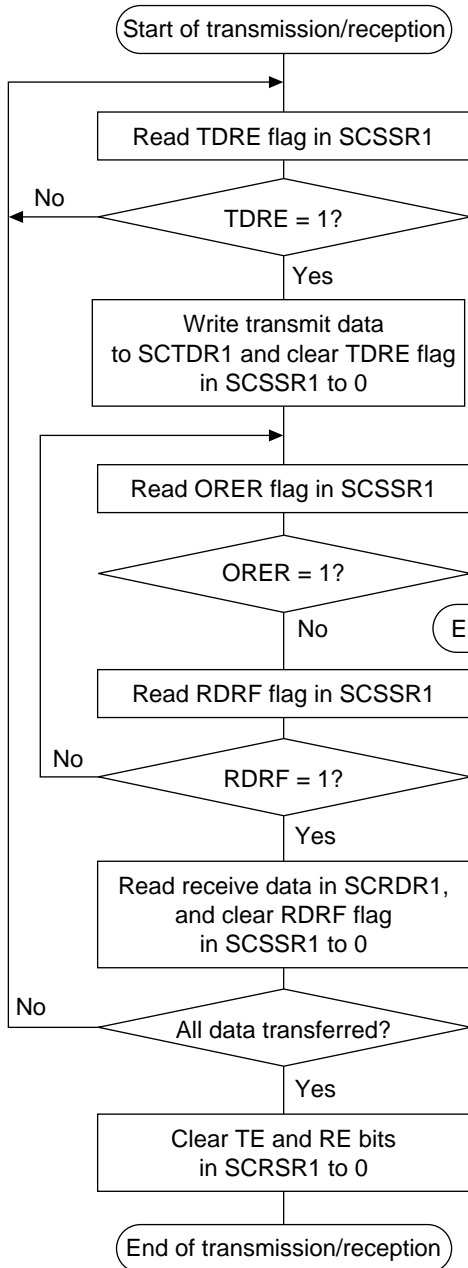 Start of transmission/reception
Read TDRE flag in SCSSR1
No
TDRE = 1?
Yes
Write transmit data
to SCTDR1 and clear TDRE flag
in SCSSR1 to 0
Read ORER flag in SCSSR1
ORER = 1?
No
E
Read RDRF flag in SCSSR1
No
RDRF = 1?
Yes
Read receive data in SCRDR1,
and clear RDRF flag
in SCSSR1 to 0
No
All data transferred?
Yes
Clear TE and RE bits
in SCRSR1 to 0
End of transmission/reception